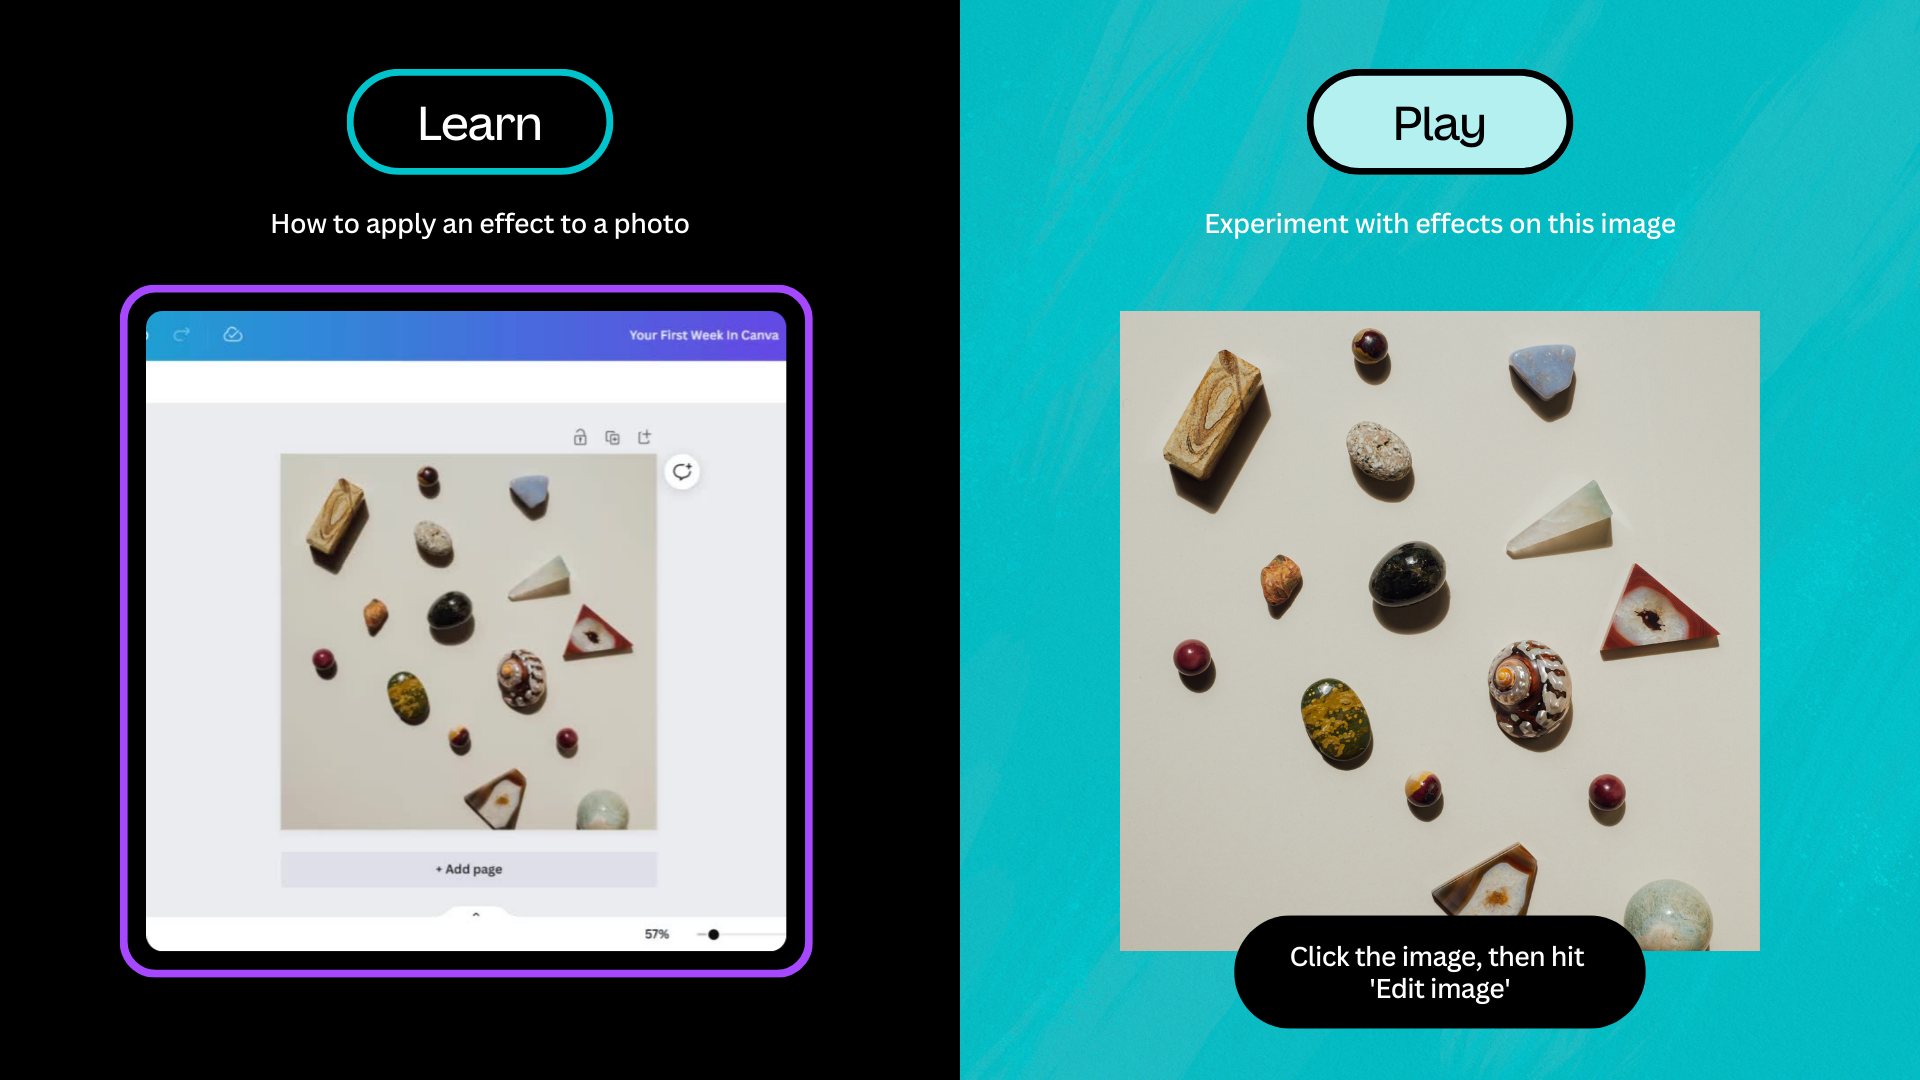 Learn
How to apply an effect to a photo
Your First Week In Canva
+ Add page
57%
Play
Experiment with effects on this image
Click the image, then hit
'Edit image'